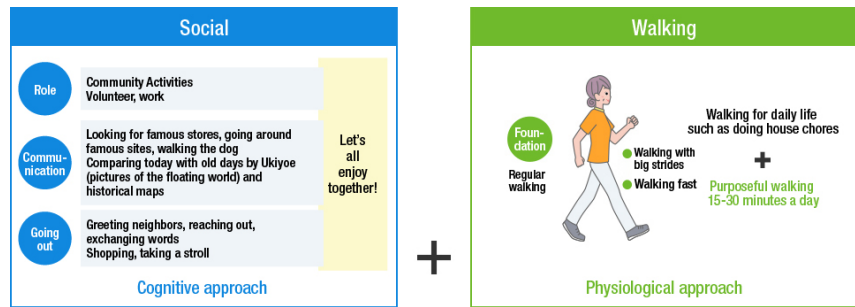 Social
Role
Community Activities
Volunteer, work
Commu-
nication
Looking for famous stores, going around
famous sites, walking the dog
Comparing today with old days by Ukiyoe
(pictures of the floating world) and
historical maps
Going
out
Greeting neighbors, reaching out,
exchanging words
Shopping, taking a stroll
Let's
all
enjoy
together!
Cognitive approach
+
Walking
Foun-
dation
Regular
walking
Walking with
big strides
Walking fast
Walking for daily life
such as doing house chores
+
Purposeful walking
15-30 minutes a day
Physiological approach